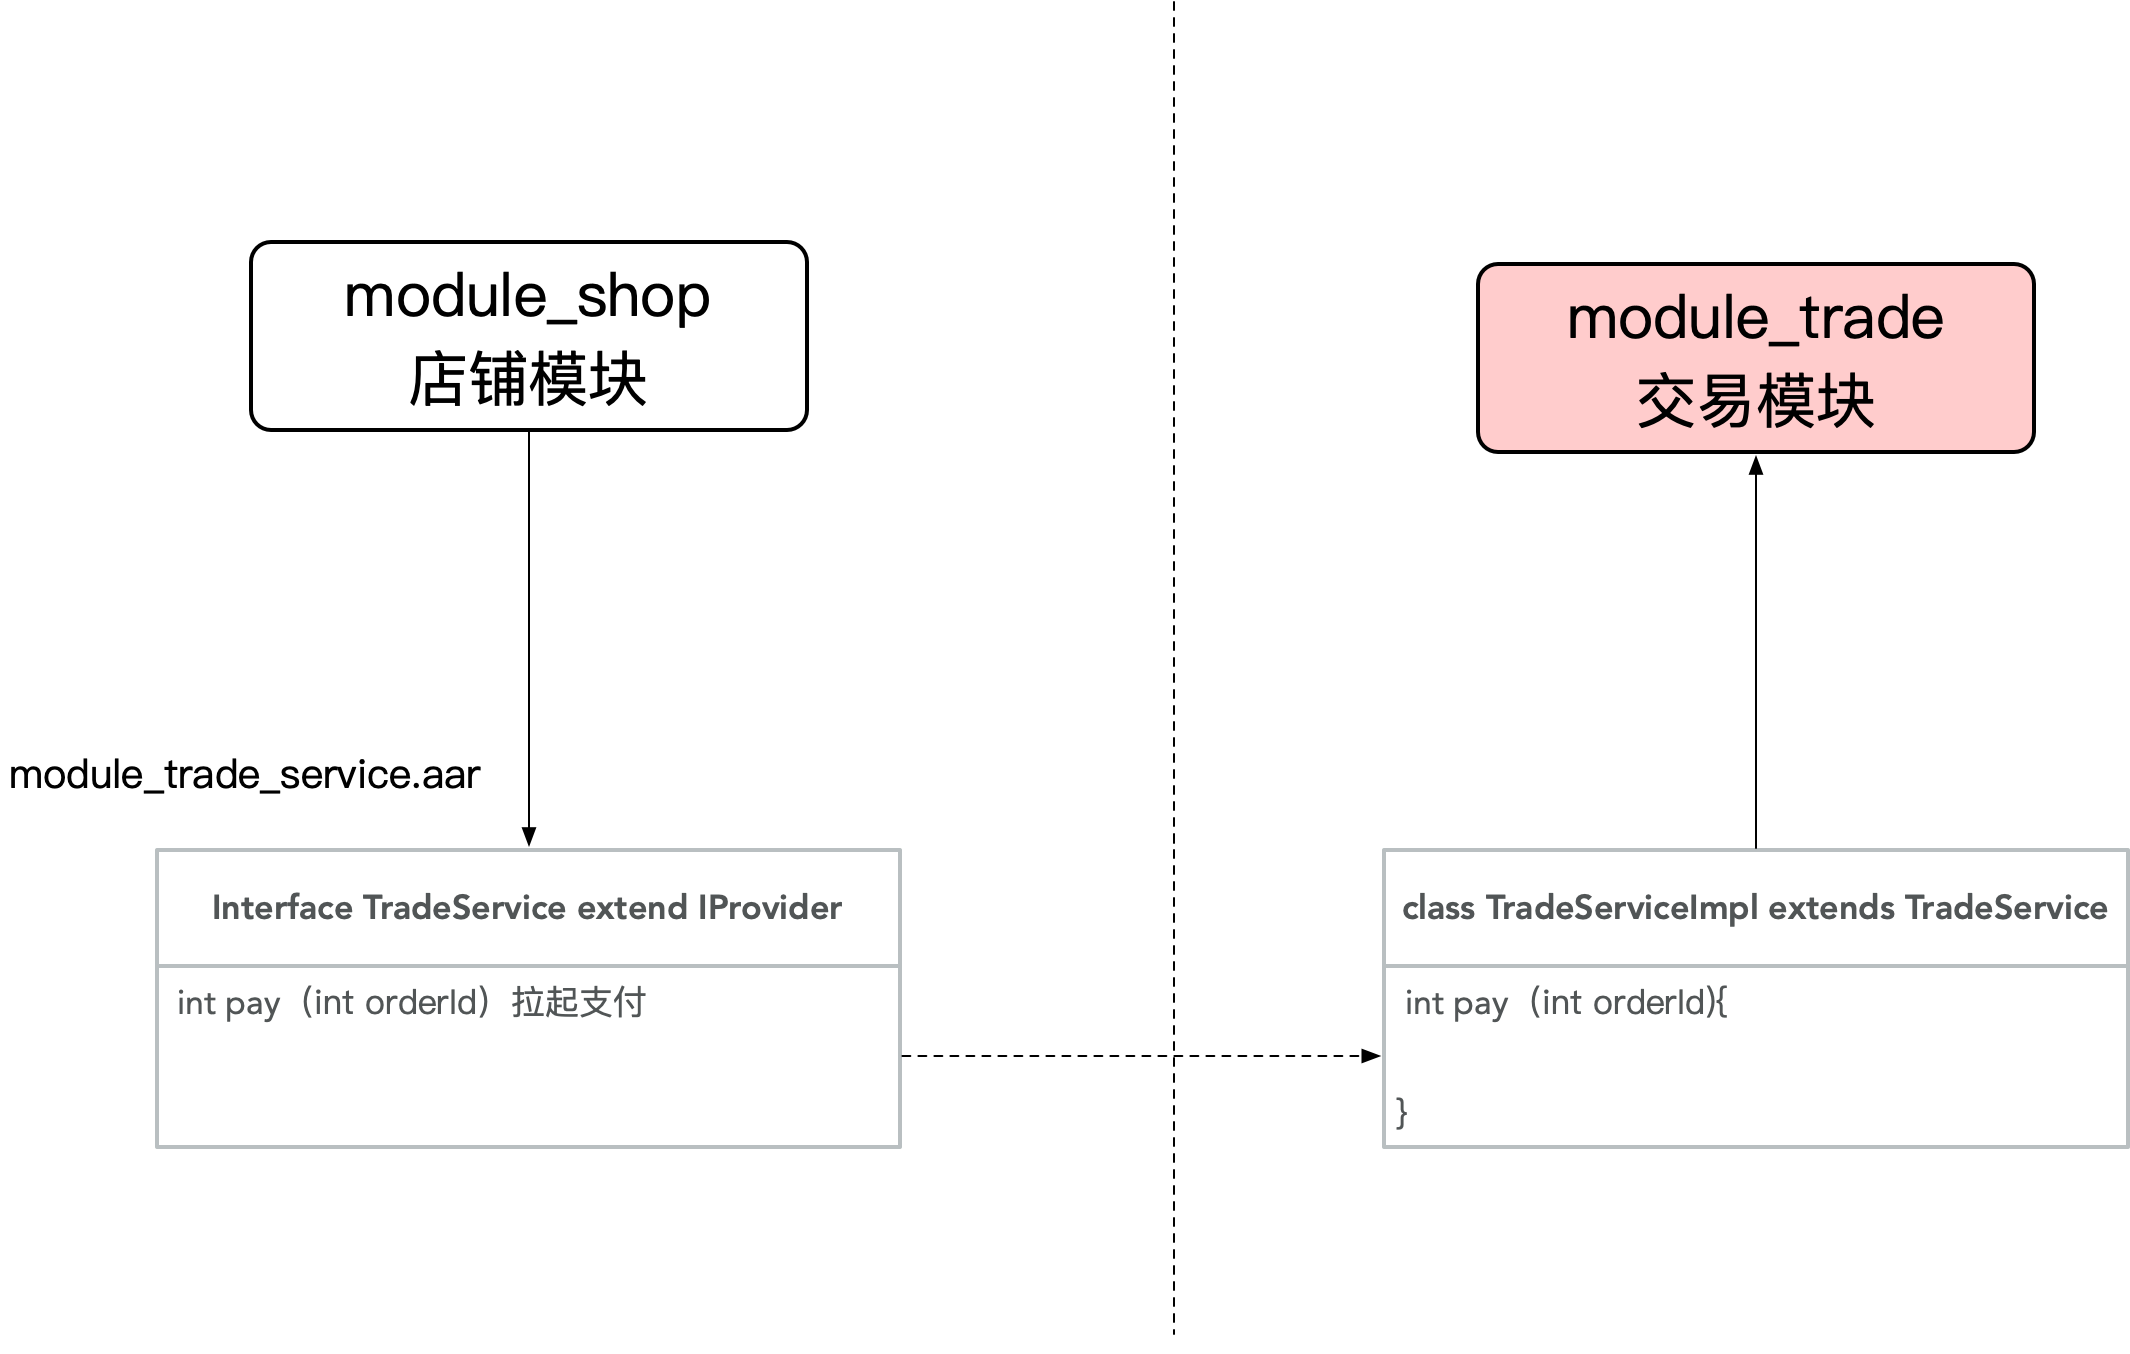 module_shop
店铺模块
module_trade
交易模块
module_trade_service.aar
Interface TradeService extend IProvider
int pay（int orderId）拉起支付
class TradeServiceImpl extends TradeService
int pay（int orderId){
}